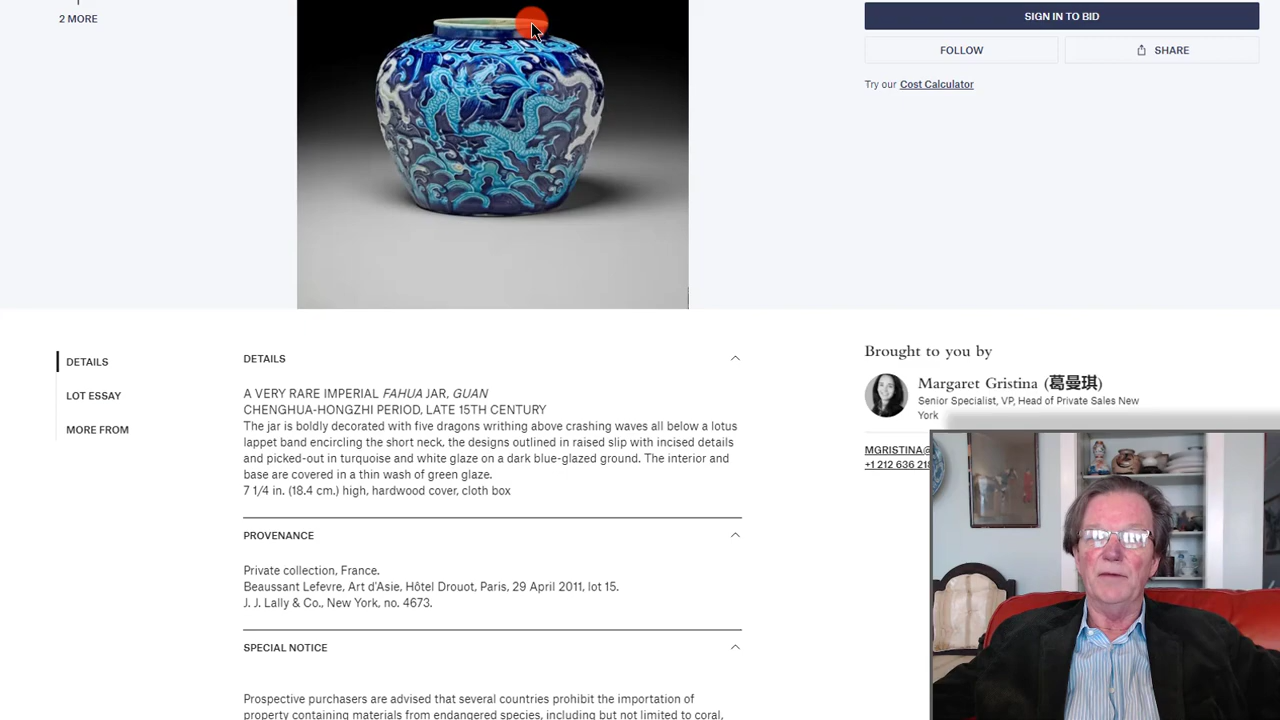 2 MORE
SIGN IN TO BID
FOLLOW
SHARE
Try our Cost Calculator
DETAILS
LOT ESSAY
MORE FROM
DETAILS
A VERY RARE IMPERIAL FAHUA JAR, GUAN
CHENGHUA-HONGZHI PERIOD, LATE 15TH CENTURY
The jar is boldly decorated with five dragons writhing above crashing waves all below a lotus
lappet band encircling the short neck, the designs outlined in raised slip with incised details
and picked-out in turquoise and white glaze on a dark blue-glazed ground. The interior and
base are covered in a thin wash of green glaze.
7 1/4 in. (18.4 cm.) high, hardwood cover, cloth box
PROVENANCE
Private collection, France.
Beaussant Lefevre, Art d'Asie, Hôtel Drouot, Paris, 29 April 2011, lot 15.
J. J. Lally & Co., New York, no. 4673.
SPECIAL NOTICE
Prospective purchasers are advised that several countries prohibit the importation of
property containing materials from endangered species, including but not limited to coral,
Brought to you by
Margaret Gristina (葛曼琪)
Senior Specialist, VP, Head of Private Sales New
York
MGRISTINA@
+1 212 636 21